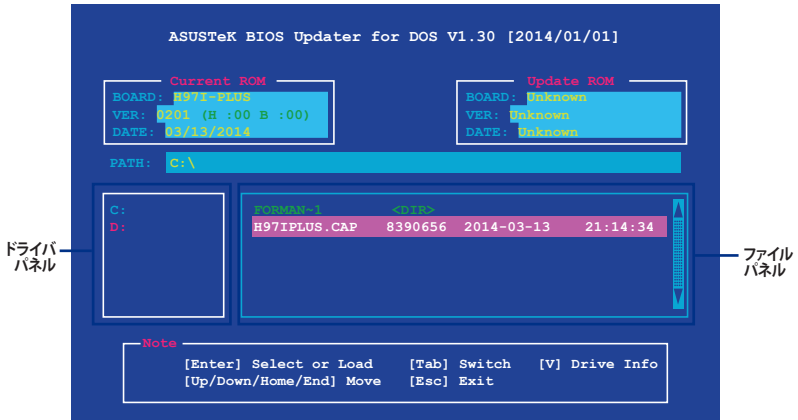 ASUSTeK BIOS Updater for DOS V1.30 [2014/01/01]
Current ROM
BOARD: H97I-PLUS
VER: 0201 (H :00 B :00)
DATE: 03/13/2014
Update ROM
BOARD: Unknown
VER: Unknown
DATE: Unknown
PATH: C:\
C:
D:
FORMAN~1 <DIR>
H97IPLUS.CAP 8390656 2014-03-13 21:14:34
ドライバ
パネル
ファイル
パネル
Note
[Enter] Select or Load [Tab] Switch [V] Drive Info
[Up/Down/Home/End] Move [Esc] Exit